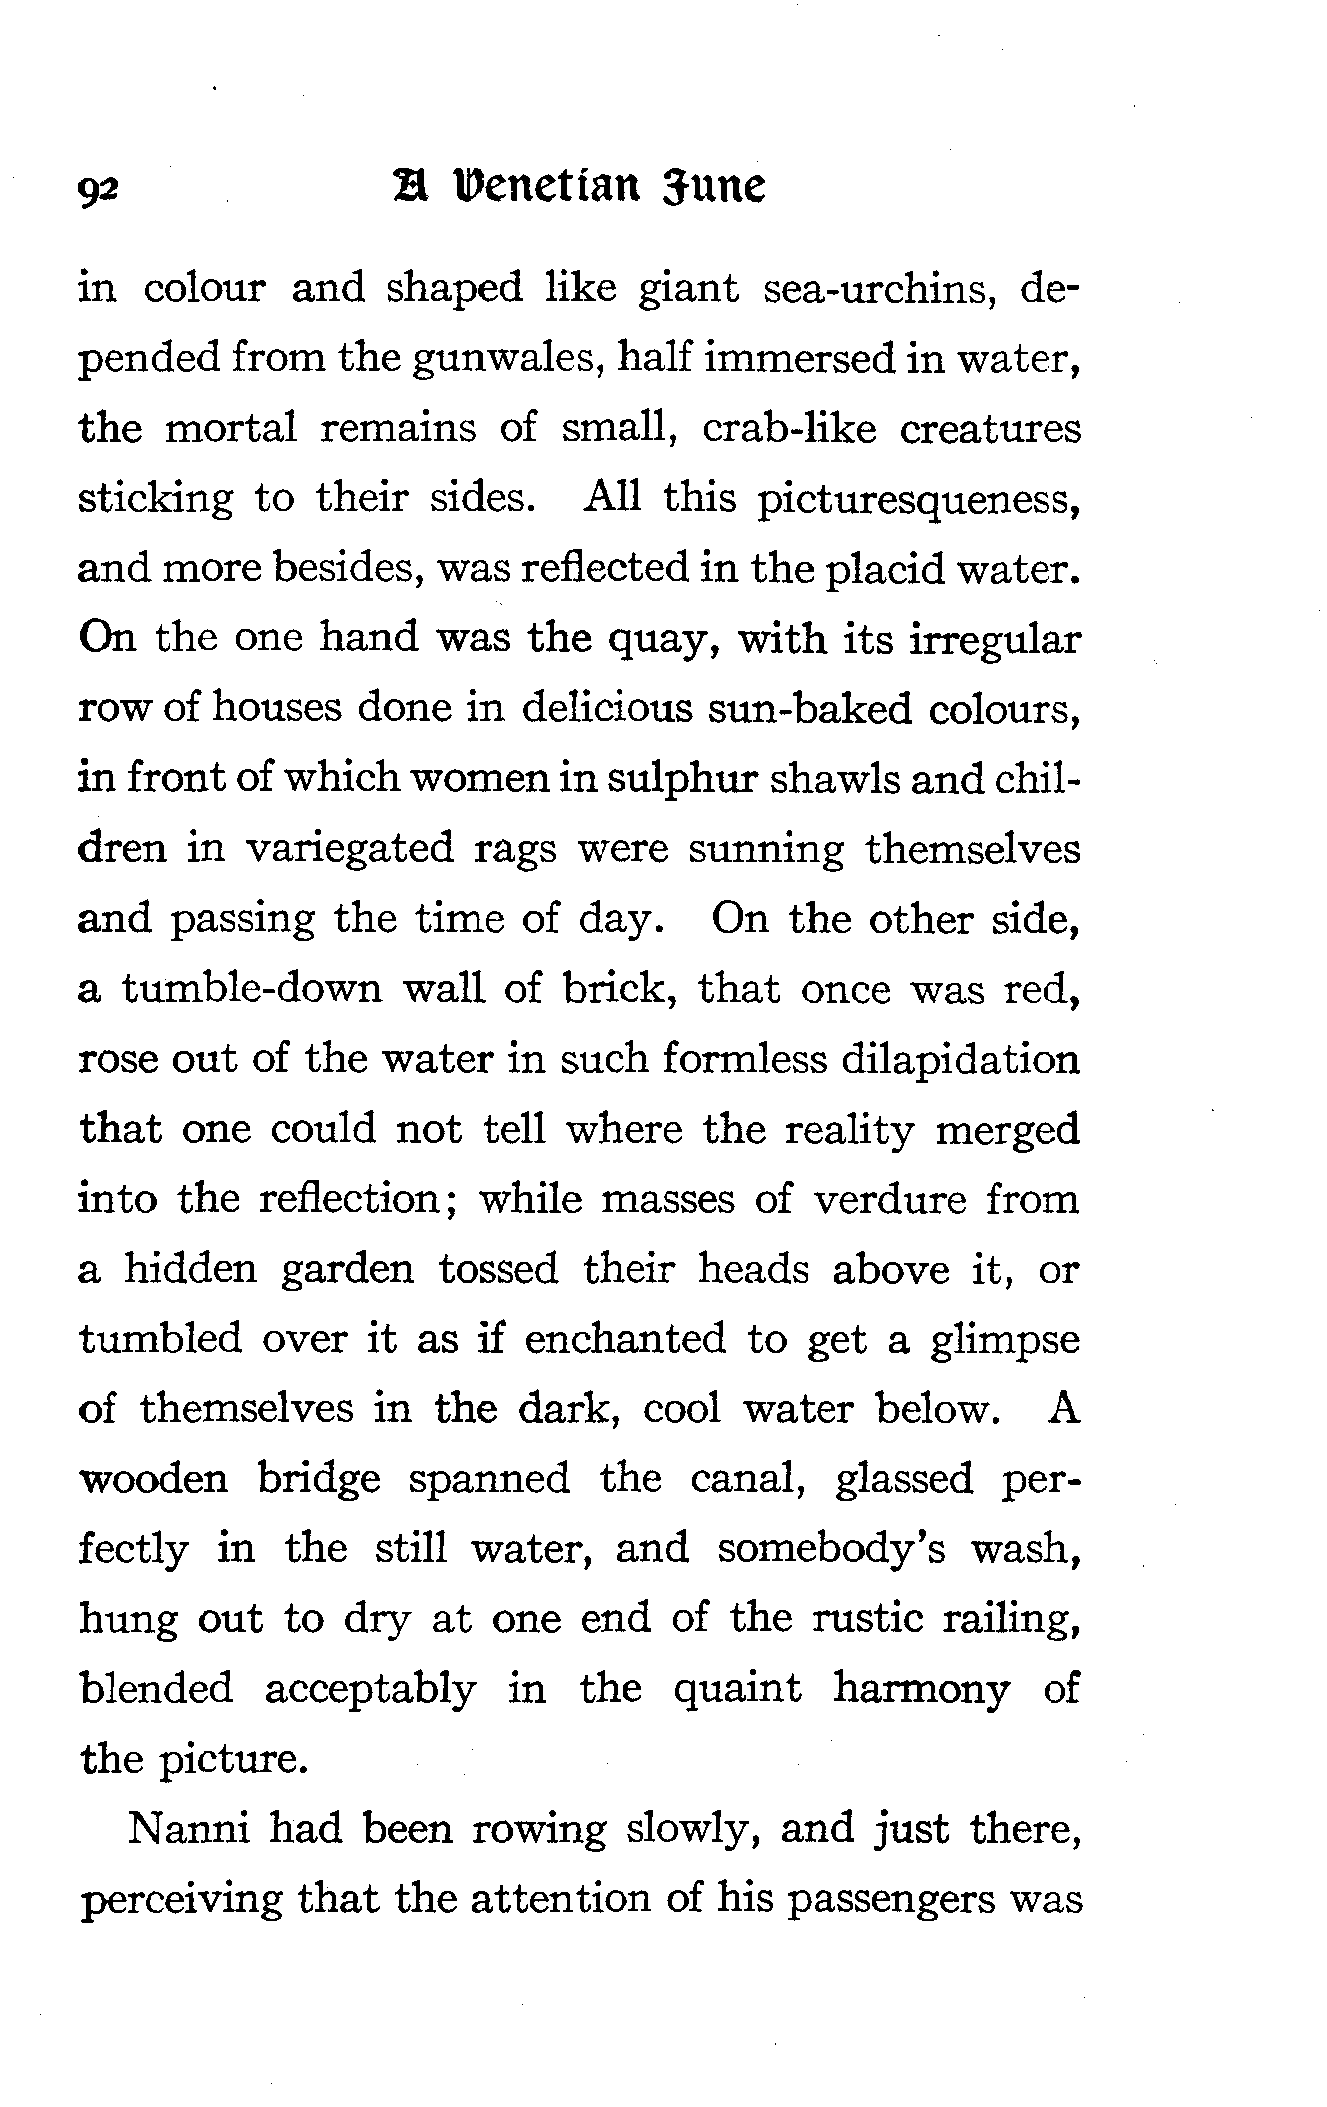 92 A Venetian June
in colour and shaped like giant sea-urchins, de-
pended from the gunwales, half immersed in water,
the mortal remains of small, crab-like creatures
sticking to their sides. All this picturesqueness,
and more besides, was reflected in the placid water.
On the one hand was the quay, with its irregular
row of houses done in delicious sun-baked colours,
in front of which women in sulphur shawls and chil-
dren in variegated rags were sunning themselves
and passing the time of day. On the other side,
a tumble-down wall of brick, that once was red,
rose out of the water in such formless dilapidation
that one could not tell where the reality merged
into the reflection; while masses of verdure from
a hidden garden tossed their heads above it, or
tumbled over it as if enchanted to get a glimpse
of themselves in the dark, cool water below. A
wooden bridge spanned the canal, glassed per-
fectly in the still water, and somebody's wash,
hung out to dry at one end of the rustic railing,
blended acceptably in the quaint harmony of
the picture.
Nanni had been rowing slowly, and just there,
perceiving that the attention of his passengers was